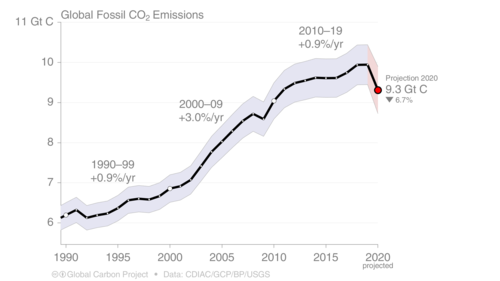 Global Fossil CO₂ Emissions
11 Gt C
10
9
8
7
6
2010–19
+0.9%/yr
2000–09
+3.0%/yr
1990–99
+0.9%/yr
Projection 2020
9.3 Gt C
▼ 6.7%
1990
1995
2000
2005
2010
2015
2020
projected
Global Carbon Project • Data: CDIAC/GCP/BP/USGS